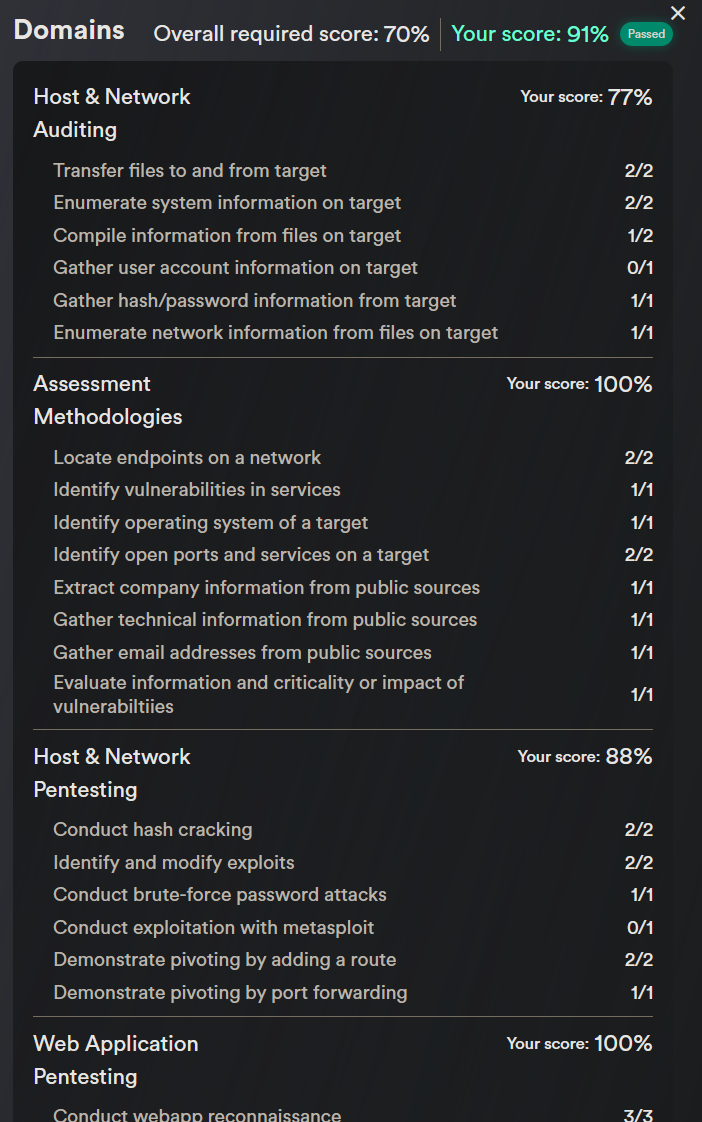 Domains Overall required score: 70% Your score: 91% Passed
Host & Network Your score: 77%
Auditing
Transfer files to and from target 2/2
Enumerate system information on target 2/2
Compile information from files on target 1/2
Gather user account information on target 0/1
Gather hash/password information from target 1/1
Enumerate network information from files on target 1/1
Assessment Your score: 100%
Methodologies
Locate endpoints on a network 2/2
Identify vulnerabilities in services 1/1
Identify operating system of a target 1/1
Identify open ports and services on a target 2/2
Extract company information from public sources 1/1
Gather technical information from public sources 1/1
Gather email addresses from public sources 1/1
Evaluate information and criticality or impact of
vulnerabiltiies 1/1
Host & Network Your score: 88%
Pentesting
Conduct hash cracking 2/2
Identify and modify exploits 2/2
Conduct brute-force password attacks 1/1
Conduct exploitation with metasploit 0/1
Demonstrate pivoting by adding a route 2/2
Demonstrate pivoting by port forwarding 1/1
Web Application Your score: 100%
Pentesting
Conduct webapp reconnaissance 3/3